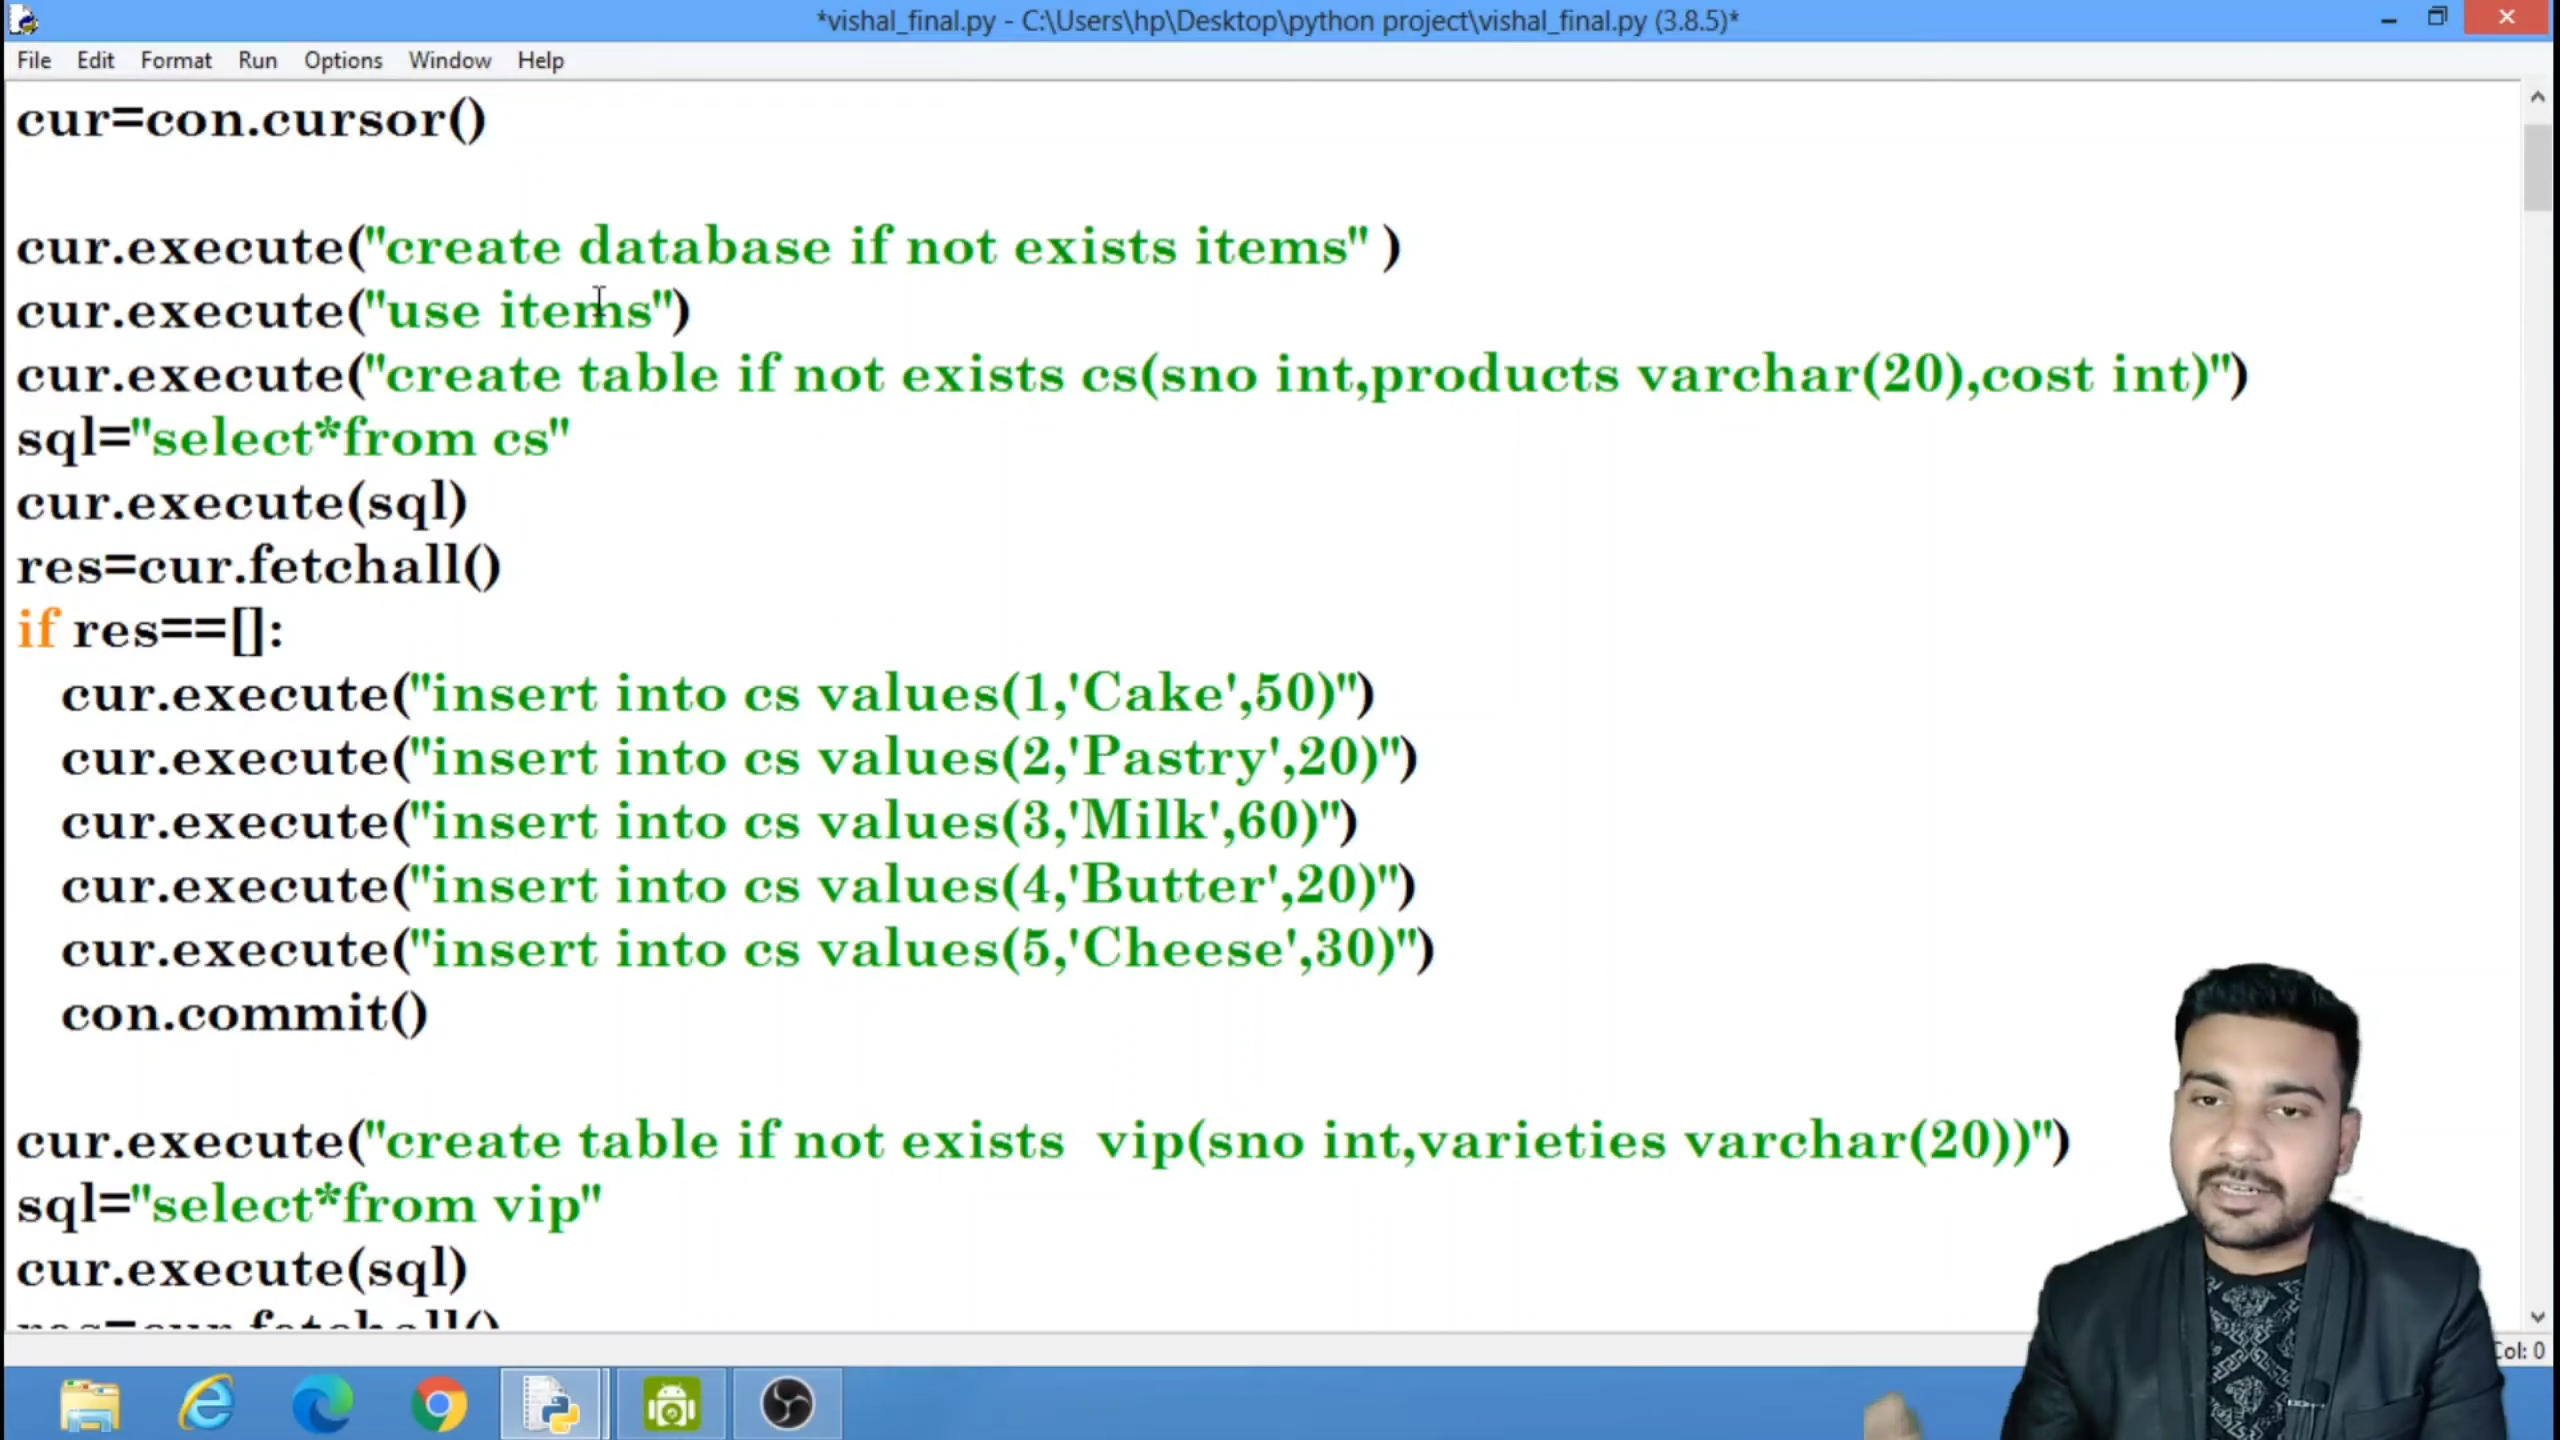 *vishal_final.py - C:\Users\hp\Desktop\python project\vishal_final.py (3.8.5)*
File Edit Format Run Options Window Help
cur=con.cursor()
cur.execute("create database if not exists items" )
cur.execute("use items")
cur.execute("create table if not exists cs(sno int,products varchar(20),cost int)")
sql="select*from cs"
cur.execute(sql)
res=cur.fetchall()
if res==[]:
cur.execute("insert into cs values(1,'Cake',50)")
cur.execute("insert into cs values(2,'Pastry',20)")
cur.execute("insert into cs values(3,'Milk',60)")
cur.execute("insert into cs values(4,'Butter',20)")
cur.execute("insert into cs values(5,'Cheese',30)")
con.commit()
cur.execute("create table if not exists  vip(sno int,varieties varchar(20))")
sql="select*from vip"
cur.execute(sql)
res=cur.fetchall()
Col: 0